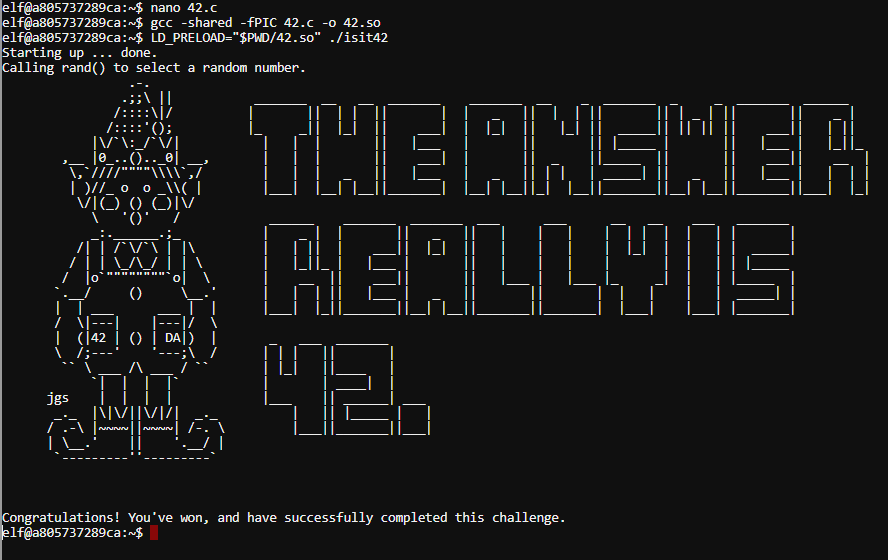 elf@a805737289ca:~$ nano 42.c
elf@a805737289ca:~$ gcc -shared -fPIC 42.c -o 42.so
elf@a805737289ca:~$ LD_PRELOAD="$PWD/42.so" ./isit42
Starting up ... done.
Calling rand() to select a random number.
THE ANSWER
REALLY IS
42.
42 DA
jgs
Congratulations! You've won, and have successfully completed this challenge.
elf@a805737289ca:~$